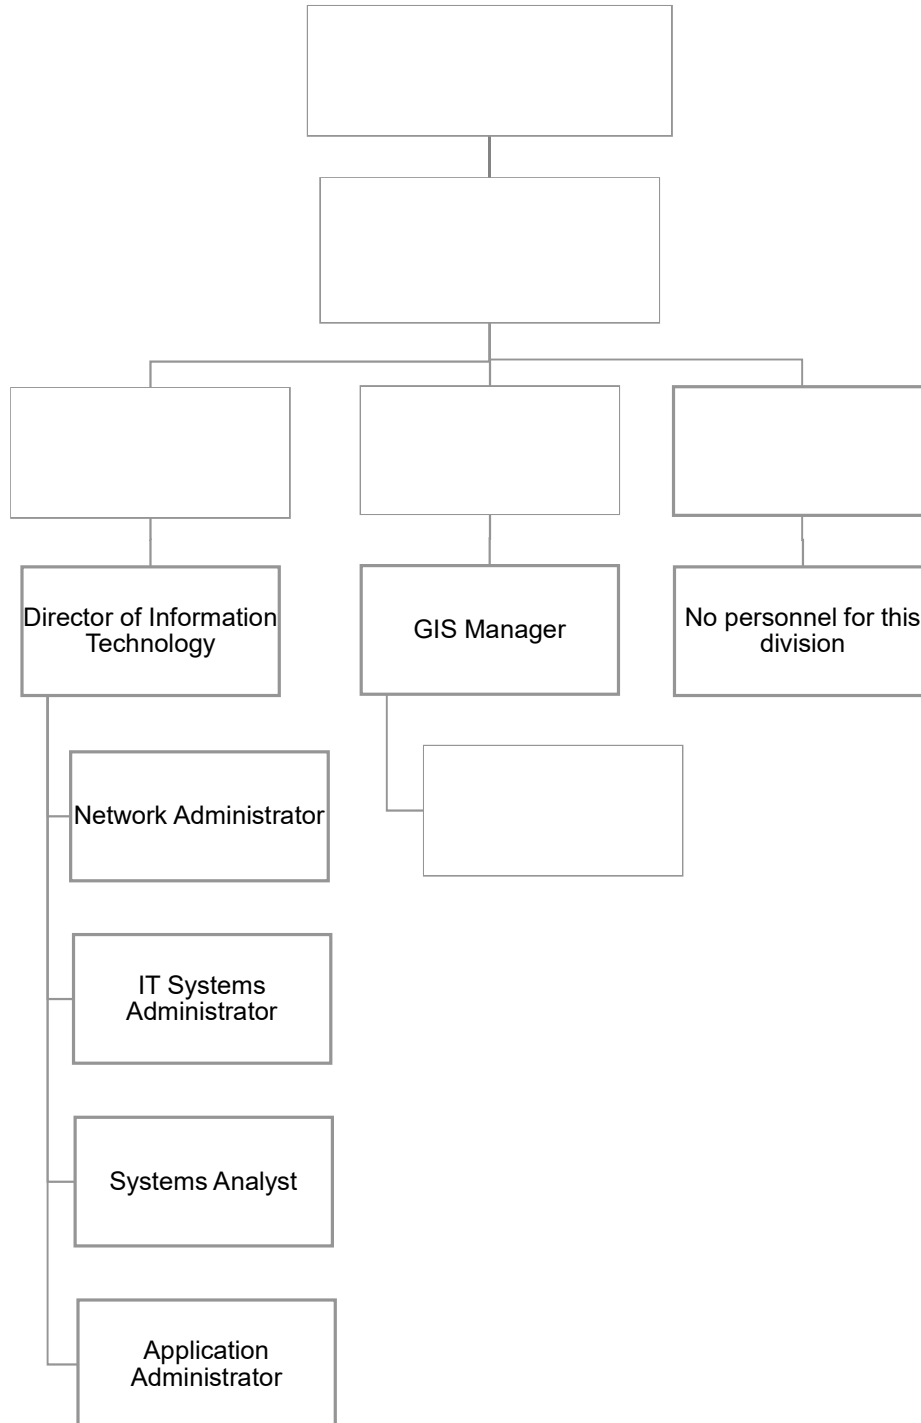 Director of Information
Technology
GIS Manager
No personnel for this
division
Network Administrator
IT Systems
Administrator
Systems Analyst
Application
Administrator